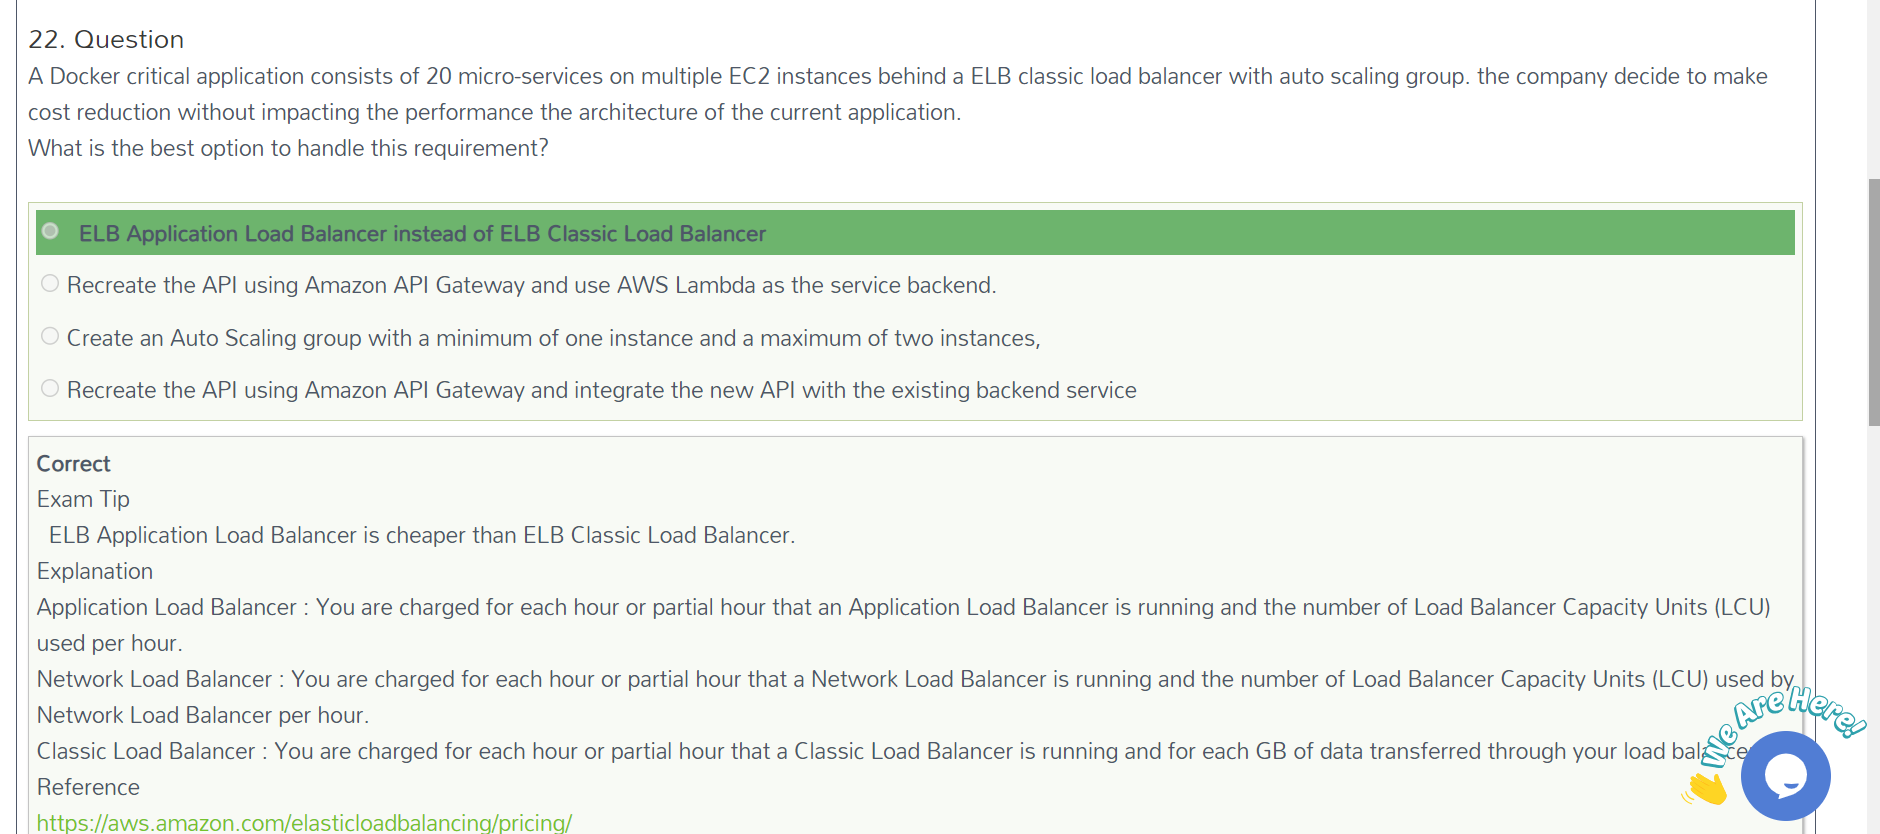 22. Question
A Docker critical application consists of 20 micro-services on multiple EC2 instances behind a ELB classic load balancer with auto scaling group. the company decide to make
cost reduction without impacting the performance the architecture of the current application.
What is the best option to handle this requirement?
ELB Application Load Balancer instead of ELB Classic Load Balancer
Recreate the API using Amazon API Gateway and use AWS Lambda as the service backend.
Create an Auto Scaling group with a minimum of one instance and a maximum of two instances,
Recreate the API using Amazon API Gateway and integrate the new API with the existing backend service
Correct
Exam Tip
ELB Application Load Balancer is cheaper than ELB Classic Load Balancer.
Explanation
Application Load Balancer : You are charged for each hour or partial hour that an Application Load Balancer is running and the number of Load Balancer Capacity Units (LCU)
used per hour.
Network Load Balancer : You are charged for each hour or partial hour that a Network Load Balancer is running and the number of Load Balancer Capacity Units (LCU) used by
Network Load Balancer per hour.
Classic Load Balancer : You are charged for each hour or partial hour that a Classic Load Balancer is running and for each GB of data transferred through your load
We Are Here!
Reference
https://aws.amazon.com/elasticloadbalancing/pricing/